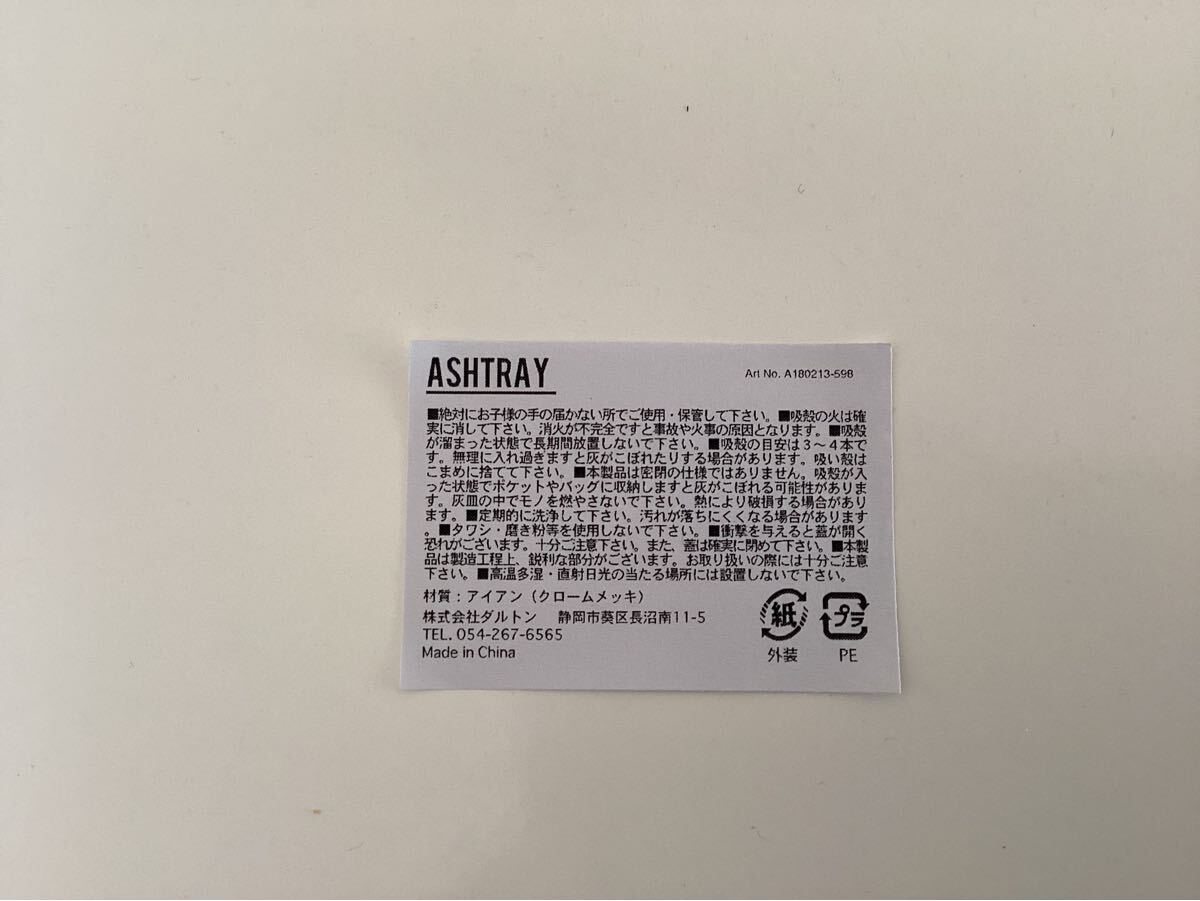 ASHTRAY
Art No. A180213-598
■絶対にお子様の手の届かない所でご使用・保管して下さい。■吸殻の火は確
実に消して下さい。消火が不完全ですと事故や火事の原因となります。■吸殻
が溜まった状態で長期間放置しないで下さい。■吸殻の目安は3〜4本で
す。無理に入れ過ぎますと灰がこぼれたりする場合があります。吸い殻は
こまめに捨てて下さい。■本製品は密閉の仕様ではありません。吸殻が入
った状態でポケットやバッグに収納しますと灰がこぼれる可能性がありま
す。灰皿の中でモノを燃やさないで下さい。熱により破損する場合があり
ます。■定期的に洗浄して下さい。汚れが落ちにくくなる場合があります
。■タワシ・磨き粉等を使用しないで下さい。■衝撃を与えると蓋が開く
恐れがございます。十分ご注意下さい。また、蓋は確実に閉めて下さい。■本製
品は製造工程上、鋭利な部分がございます。お取り扱いの際には十分ご注意
下さい。■高温多湿・直射日光の当たる場所には設置しないで下さい。
材質：アイアン（クロームメッキ）
株式会社ダルトン 静岡市葵区長沼南11-5
TEL. 054-267-6565
Made in China
紙 プラ
外装 PE